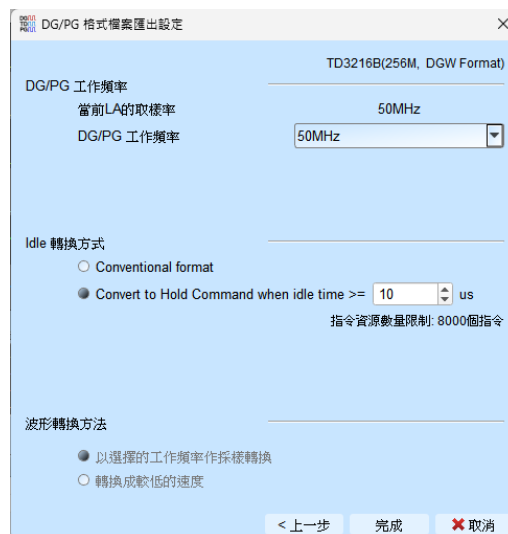 DG/PG 格式檔案匯出設定
TD3216B(256M, DGW Format)
DG/PG 工作頻率
當前LA的取樣率 50MHz
DG/PG 工作頻率 50MHz
Idle 轉換方式
Conventional format
Convert to Hold Command when idle time >= 10 us
指令資源數量限制: 8000個指令
波形轉換方法
以選擇的工作頻率作採樣轉換
轉換成較低的速度
< 上一步 完成 取消